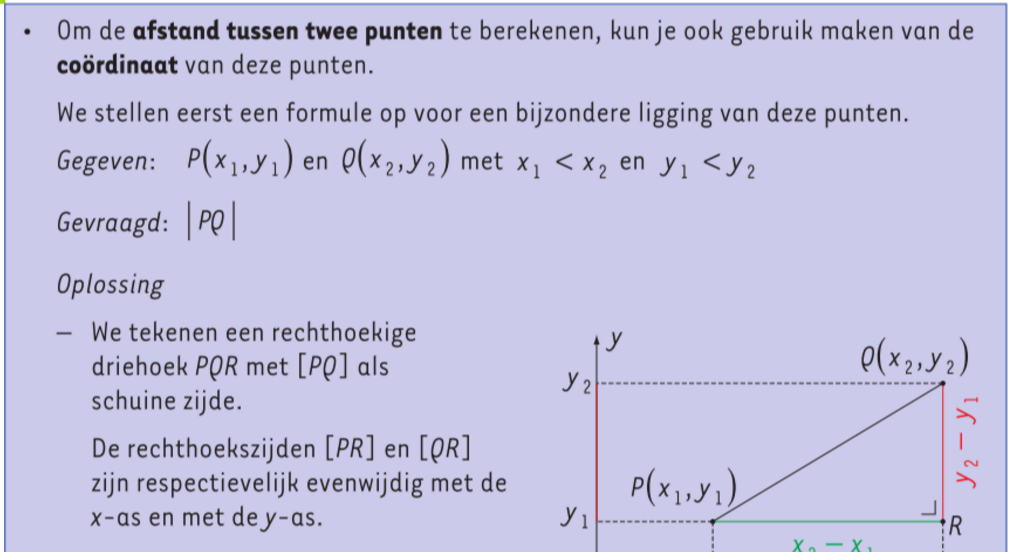 • Om de afstand tussen twee punten te berekenen, kun je ook gebruik maken van de
coördinaat van deze punten.
We stellen eerst een formule op voor een bijzondere ligging van deze punten.
Gegeven: P(x₁,y₁) en Q(x₂,y₂) met x₁ < x₂ en y₁ < y₂
Gevraagd: |PQ|
Oplossing
– We tekenen een rechthoekige
driehoek PQR met [PQ] als
schuine zijde.
De rechthoekszijden [PR] en [QR]
zijn respectievelijk evenwijdig met de
x-as en met de y-as.
y
Q(x₂,y₂)
y₂
y₂ – y₁
P(x₁,y₁)
y₁
R
x₂ – x₁